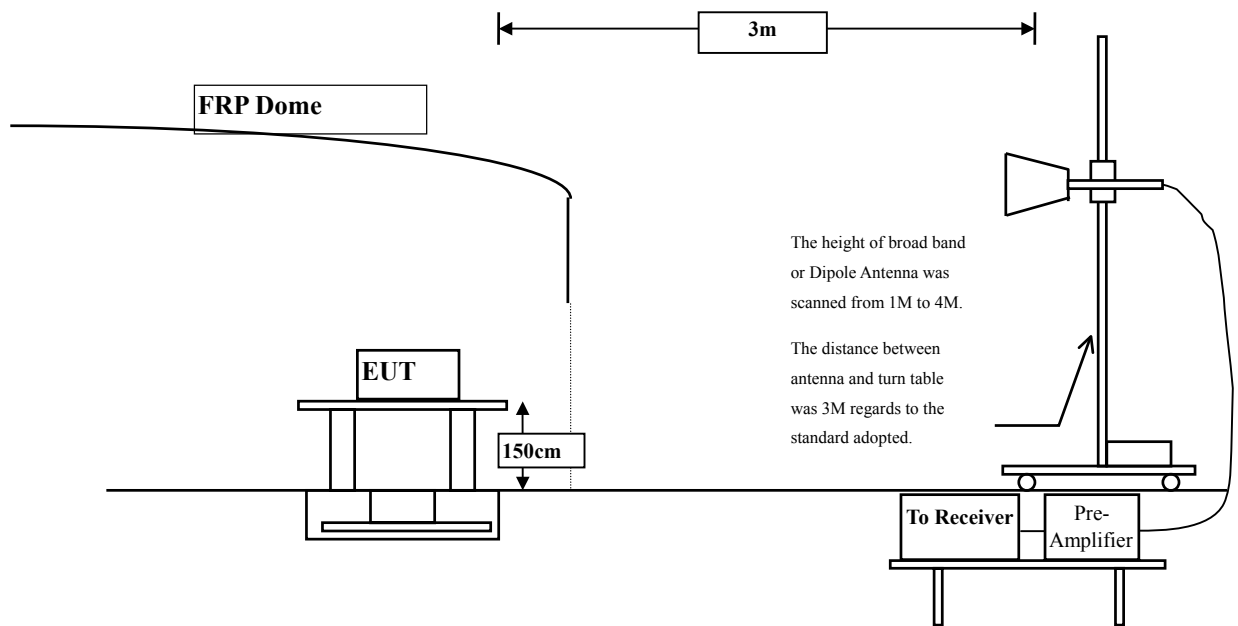 3m
FRP Dome
The height of broad band
or Dipole Antenna was
scanned from 1M to 4M.
The distance between
antenna and turn table
was 3M regards to the
standard adopted.
EUT
150cm
To Receiver
Pre-
Amplifier